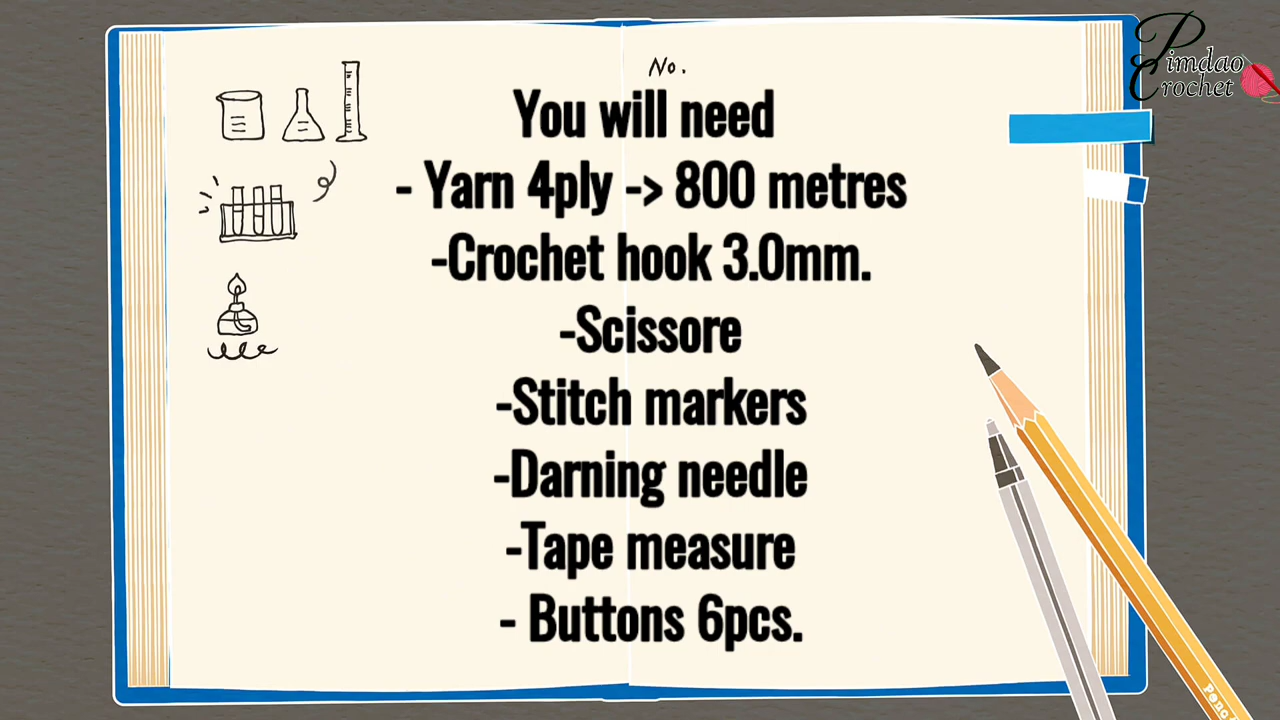 No.
Pimdao
Crochet
You will need
- Yarn 4ply -> 800 metres
-Crochet hook 3.0mm.
-Scissore
-Stitch markers
-Darning needle
-Tape measure
- Buttons 6pcs.